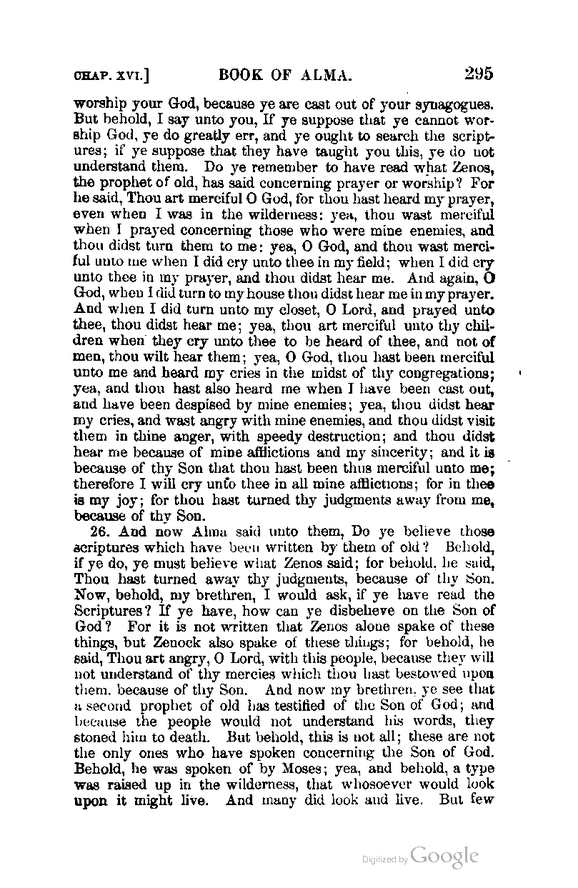 CHAP. XVI.] BOOK OF ALMA. 295
worship your God, because ye are cast out of your synagogues.
But behold, I say unto you, If ye suppose that ye cannot wor-
ship God, ye do greatly err, and ye ought to search the script-
ures; if ye suppose that they have taught you this, ye do not
understand them. Do ye remember to have read what Zenos,
the prophet of old, has said concerning prayer or worship? For
he said, Thou art merciful O God, for thou hast heard my prayer,
even when I was in the wilderness: yea, thou wast merciful
when I prayed concerning those who were mine enemies, and
thou didst turn them to me: yea, O God, and thou wast merci-
ful unto me when I did cry unto thee in my field; when I did cry
unto thee in my prayer, and thou didst hear me. And again, O
God, when I did turn to my house thou didst hear me in my prayer.
And when I did turn unto my closet, O Lord, and prayed unto
thee, thou didst hear me; yea, thou art merciful unto thy chil-
dren when they cry unto thee to be heard of thee, and not of
men, thou wilt hear them; yea, O God, thou hast been merciful
unto me and heard my cries in the midst of thy congregations;
yea, and thou hast also heard me when I have been cast out,
and have been despised by mine enemies; yea, thou didst hear
my cries, and wast angry with mine enemies, and thou didst visit
them in thine anger, with speedy destruction; and thou didst
hear me because of mine afflictions and my sincerity; and it is
because of thy Son that thou hast been thus merciful unto me;
therefore I will cry unto thee in all mine afflictions; for in thee
is my joy; for thou hast turned thy judgments away from me,
because of thy Son.
26. And now Alma said unto them, Do ye believe those
scriptures which have been written by them of old? Behold,
if ye do, ye must believe what Zenos said; for behold, he said,
Thou hast turned away thy judgments, because of thy Son.
Now, behold, my brethren, I would ask, if ye have read the
Scriptures? If ye have, how can ye disbelieve on the Son of
God? For it is not written that Zenos alone spake of these
things, but Zenock also spake of these things; for behold, he
said, Thou art angry, O Lord, with this people, because they will
not understand of thy mercies which thou hast bestowed upon
them, because of thy Son. And now my brethren, ye see that
a second prophet of old has testified of the Son of God; and
because the people would not understand his words, they
stoned him to death. But behold, this is not all; these are not
the only ones who have spoken concerning the Son of God.
Behold, he was spoken of by Moses; yea, and behold, a type
was raised up in the wilderness, that whosoever would look
upon it might live. And many did look and live. But few
Digitized by Google